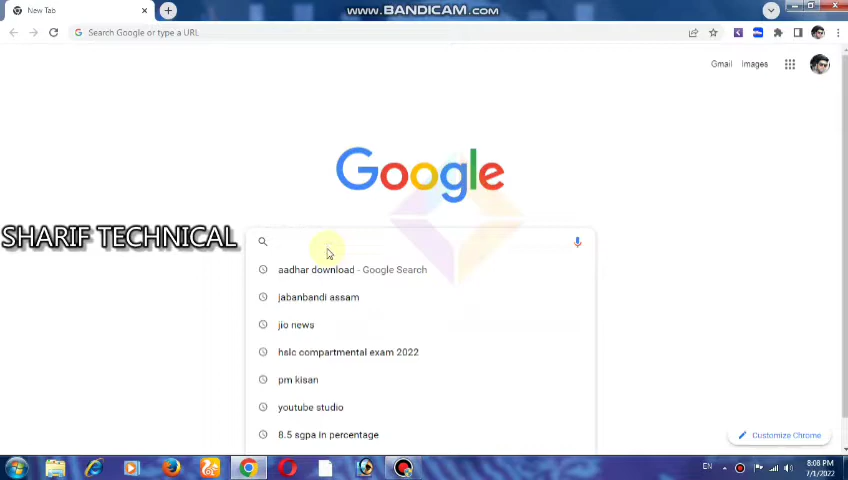 New Tab
www.BANDICAM.com
Search Google or type a URL
Gmail
Images
Google
SHARIF TECHNICAL
aadhar download - Google Search
jabanbandi assam
jio news
hslc compartmental exam 2022
pm kisan
youtube studio
8.5 sgpa in percentage
Customize Chrome
EN
8:08 PM
7/1/2022